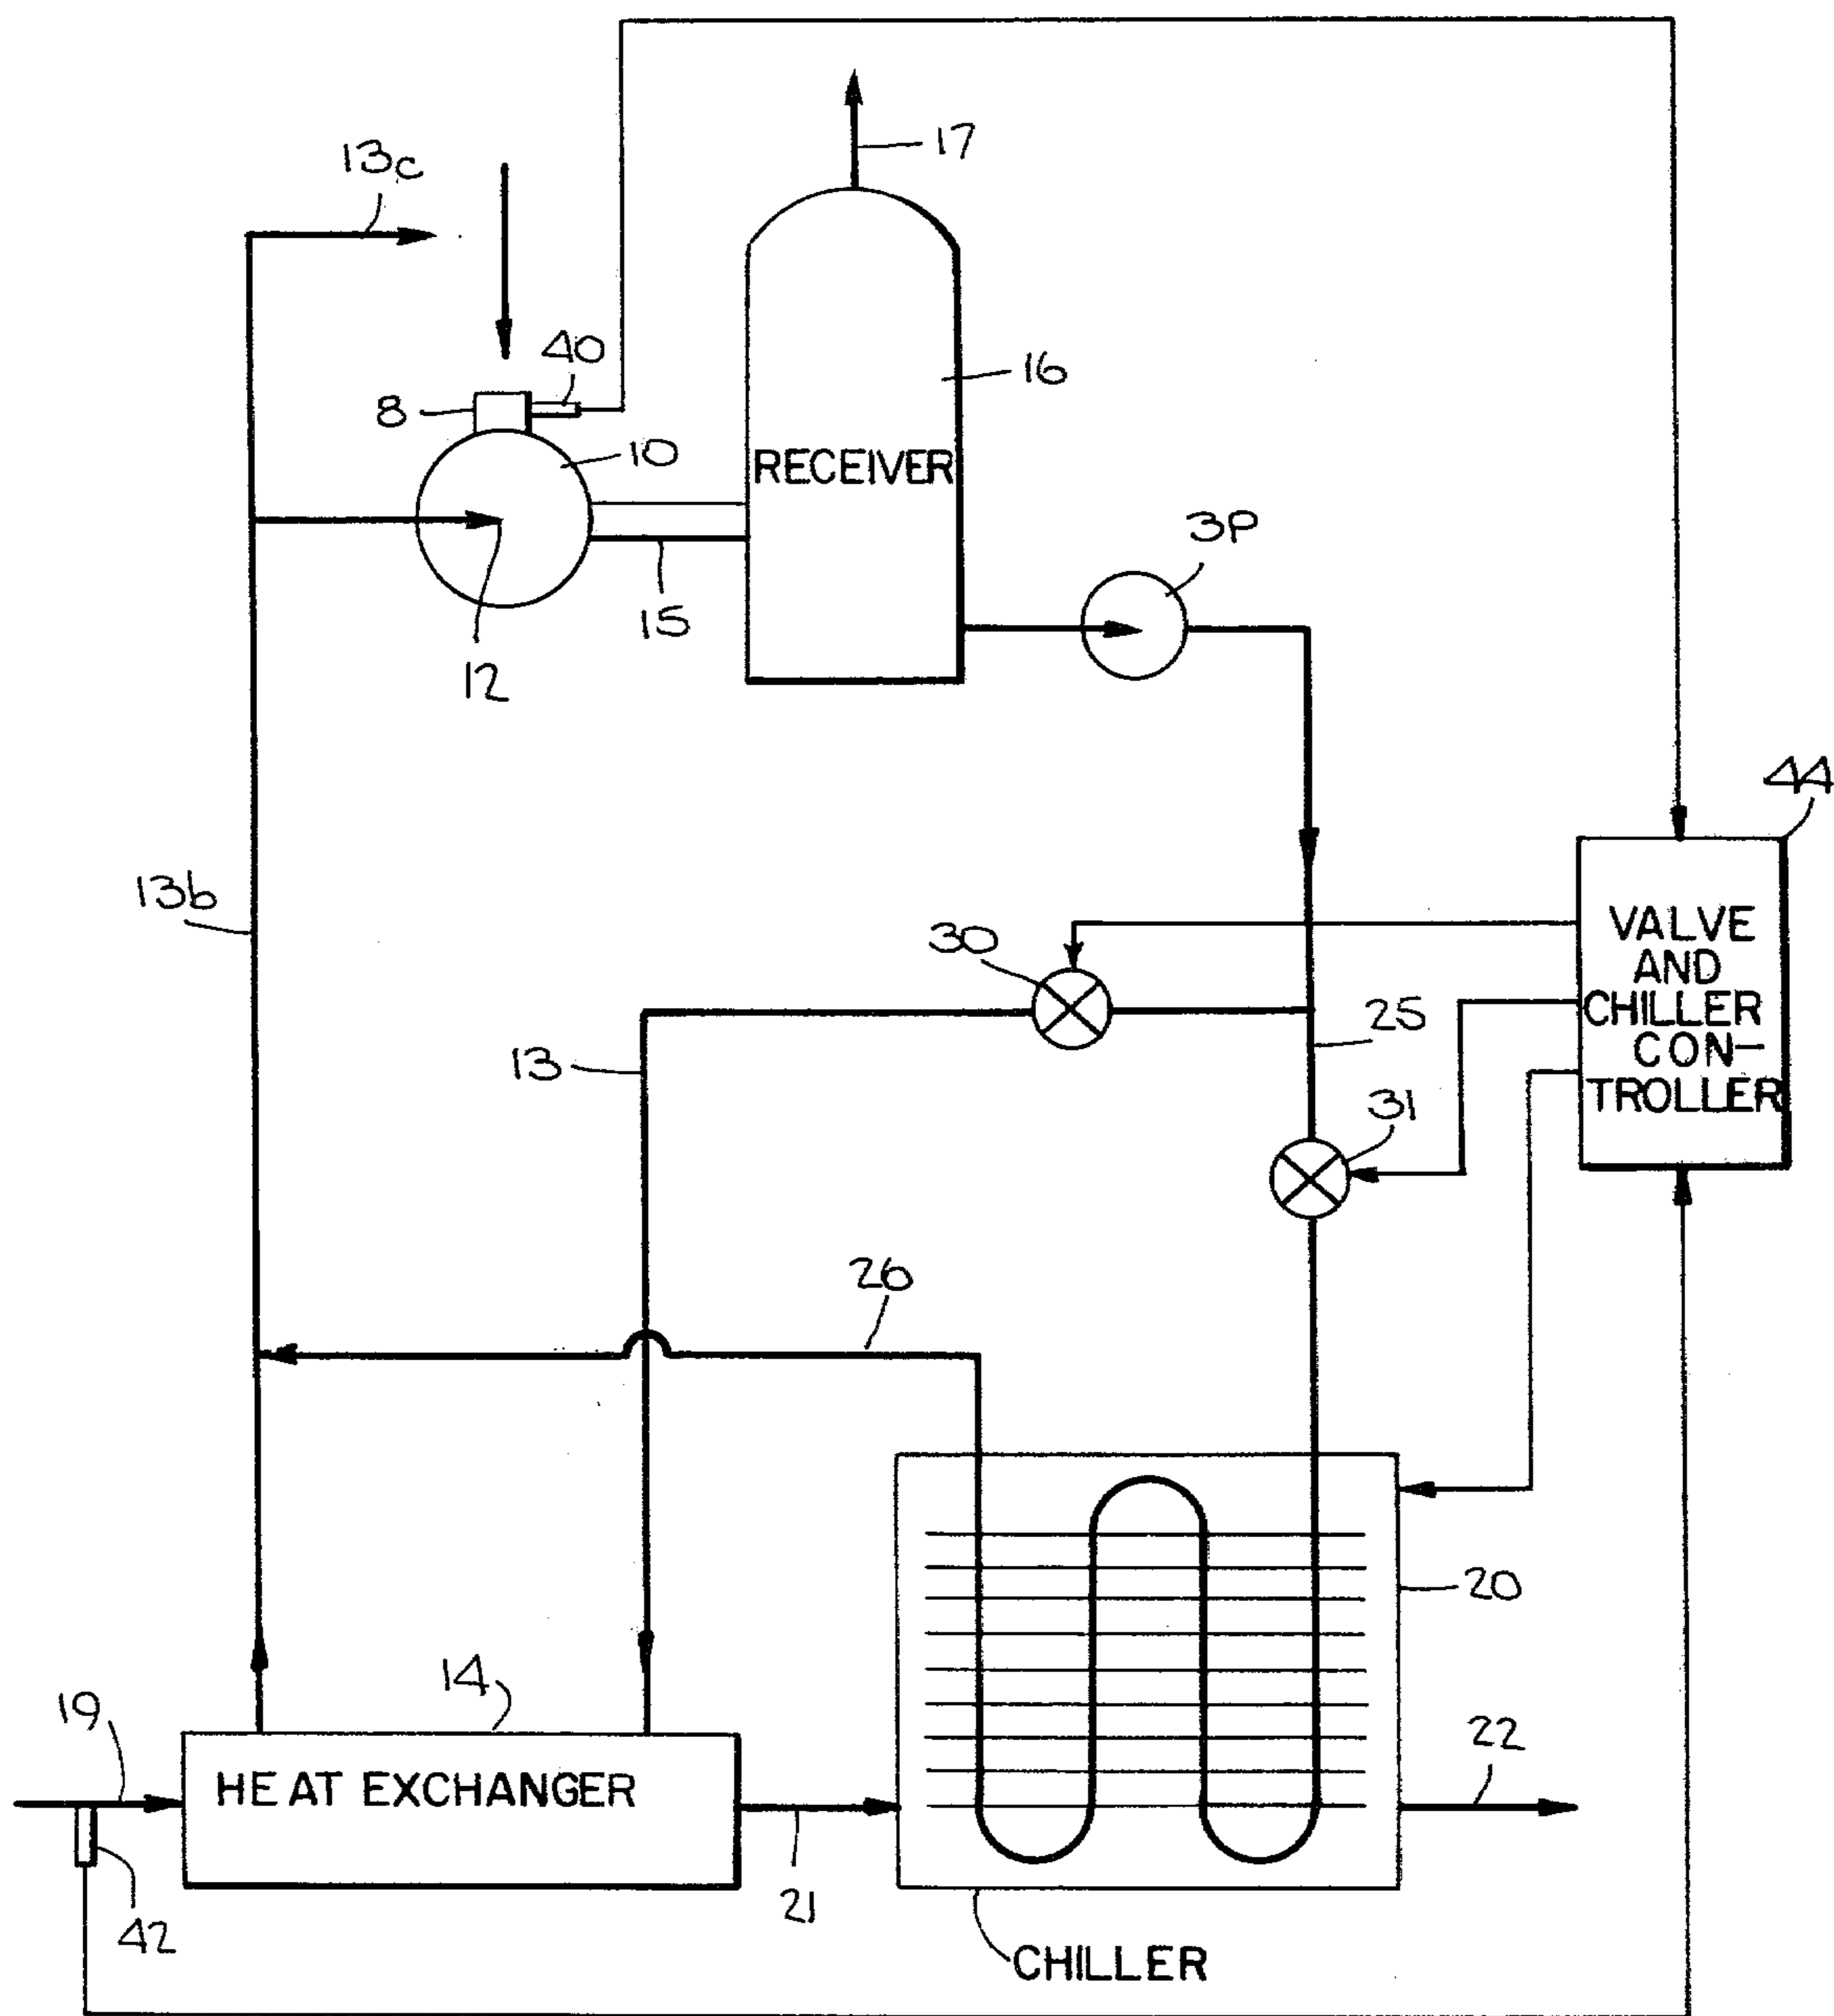 17
13c
40
16
8
10
RECEIVER
3P
15
12
44
13b
VALVE
AND
CHILLER
CON-
TROLLER
30
25
13
31
26
20
14
19
22
HEAT EXCHANGER
21
42
CHILLER